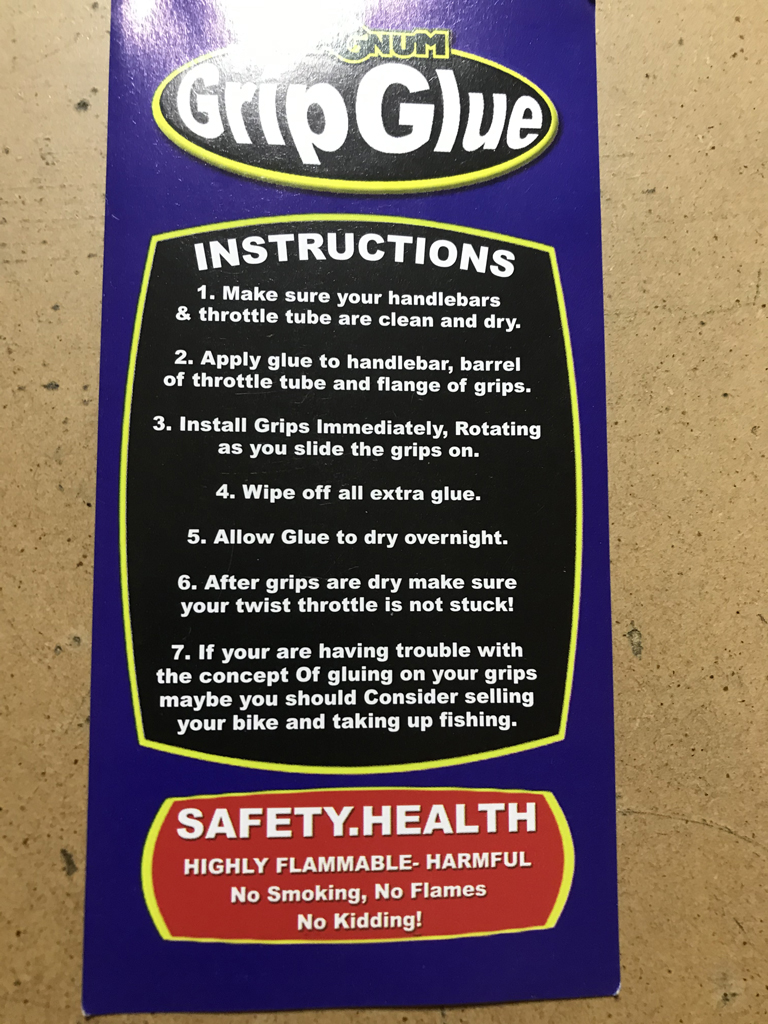 GNUM
Grip Glue
INSTRUCTIONS
1. Make sure your handlebars
& throttle tube are clean and dry.
2. Apply glue to handlebar, barrel
of throttle tube and flange of grips.
3. Install Grips Immediately, Rotating
as you slide the grips on.
4. Wipe off all extra glue.
5. Allow Glue to dry overnight.
6. After grips are dry make sure
your twist throttle is not stuck!
7. If your are having trouble with
the concept Of gluing on your grips
maybe you should Consider selling
your bike and taking up fishing.
SAFETY.HEALTH
HIGHLY FLAMMABLE- HARMFUL
No Smoking, No Flames
No Kidding!